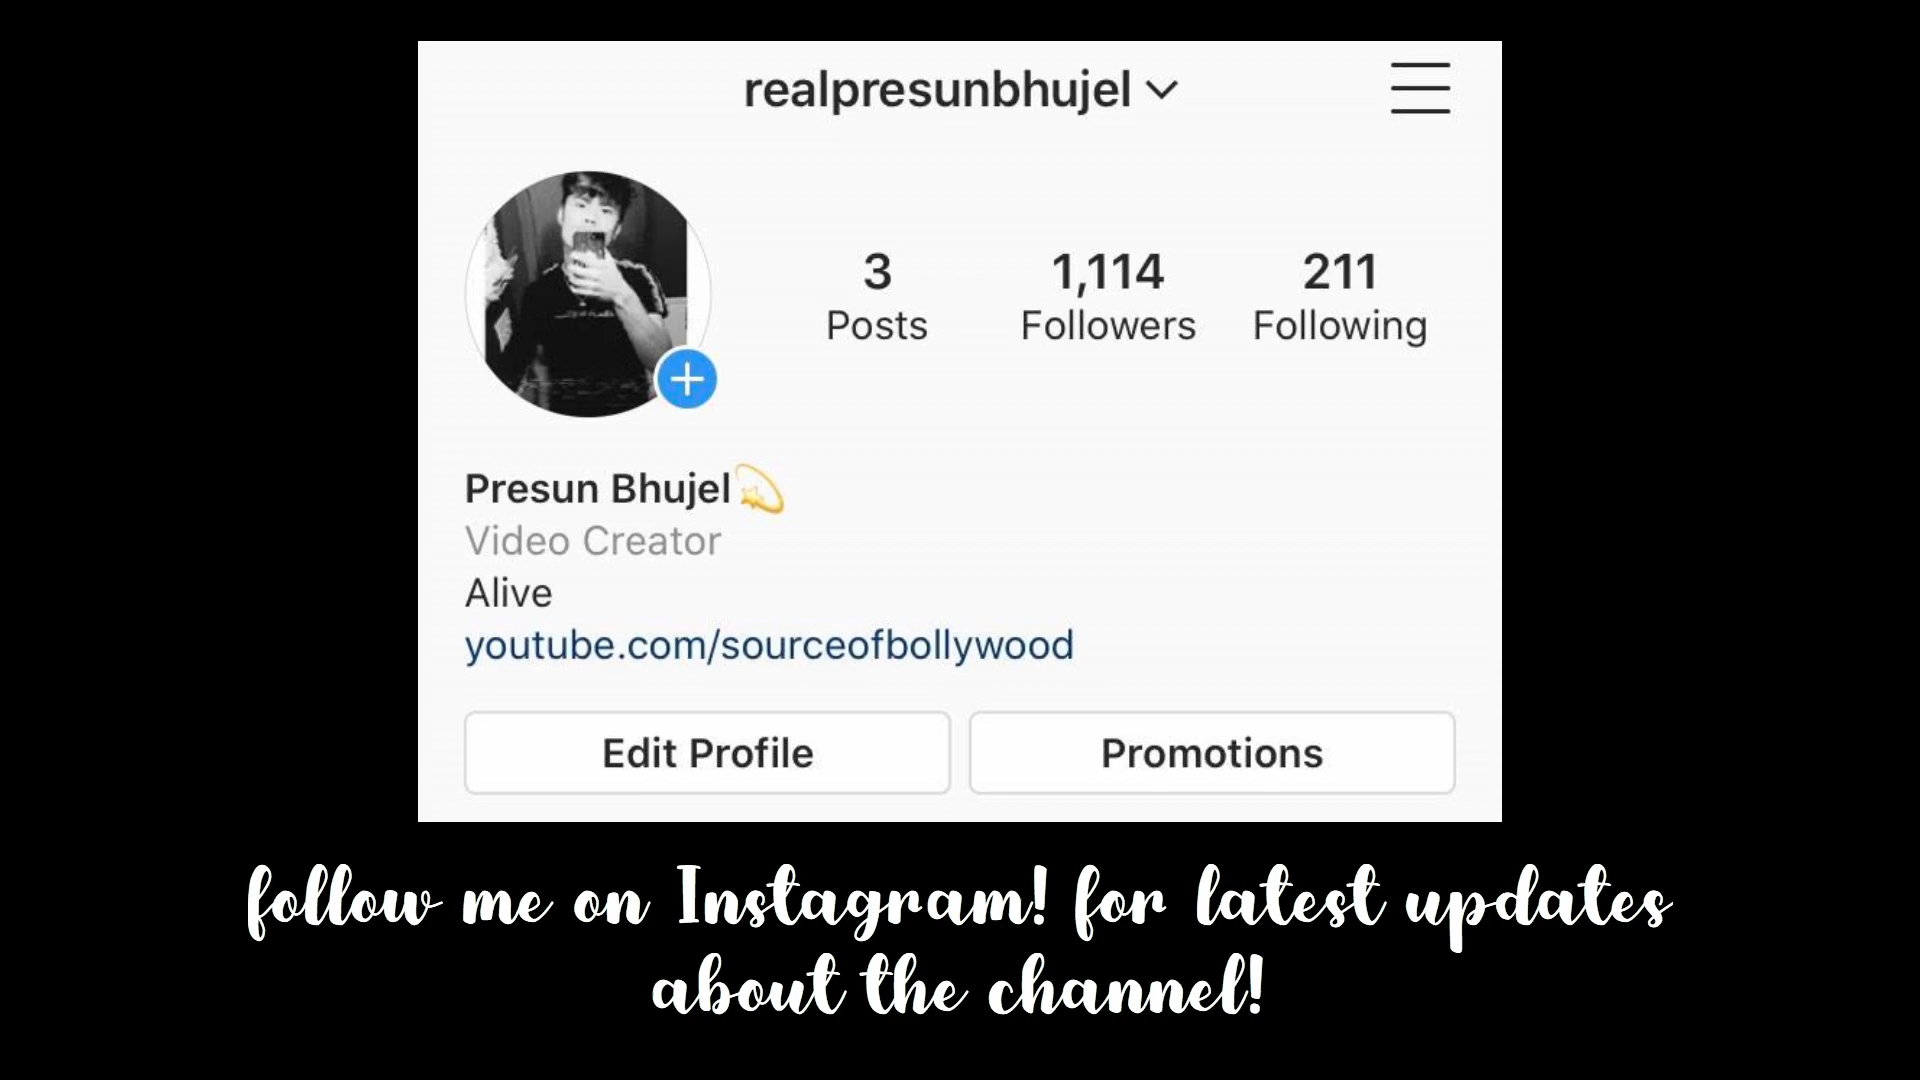 realpresunbhujel
3 1,114 211
Posts Followers Following
Presun Bhujel💫
Video Creator
Alive
youtube.com/sourceofbollywood
Edit Profile Promotions
follow me on Instagram! for latest updates
about the channel!